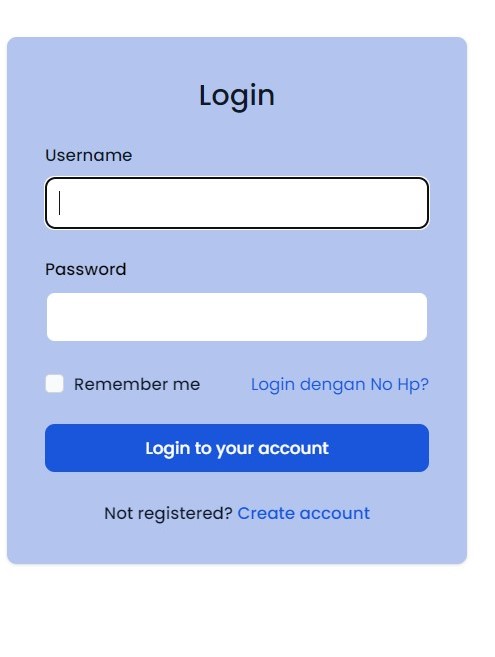 Login
Username
Password
Remember me Login dengan No Hp?
Login to your account
Not registered? Create account